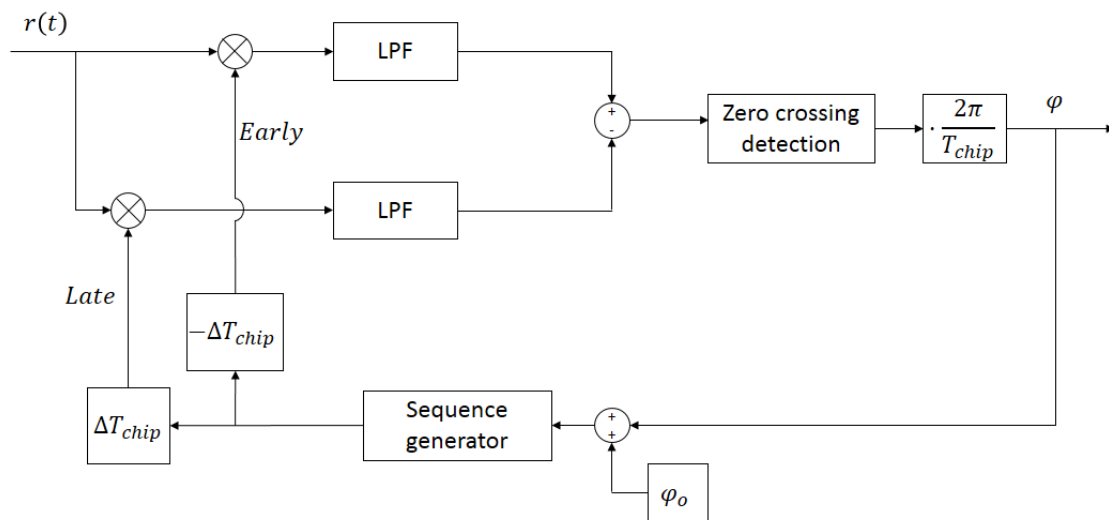 r(t)
LPF
Early
+
-
Zero crossing
detection
· 2π
T_chip
φ
LPF
Late
−ΔT_chip
ΔT_chip
Sequence
generator
+
+
φ_o